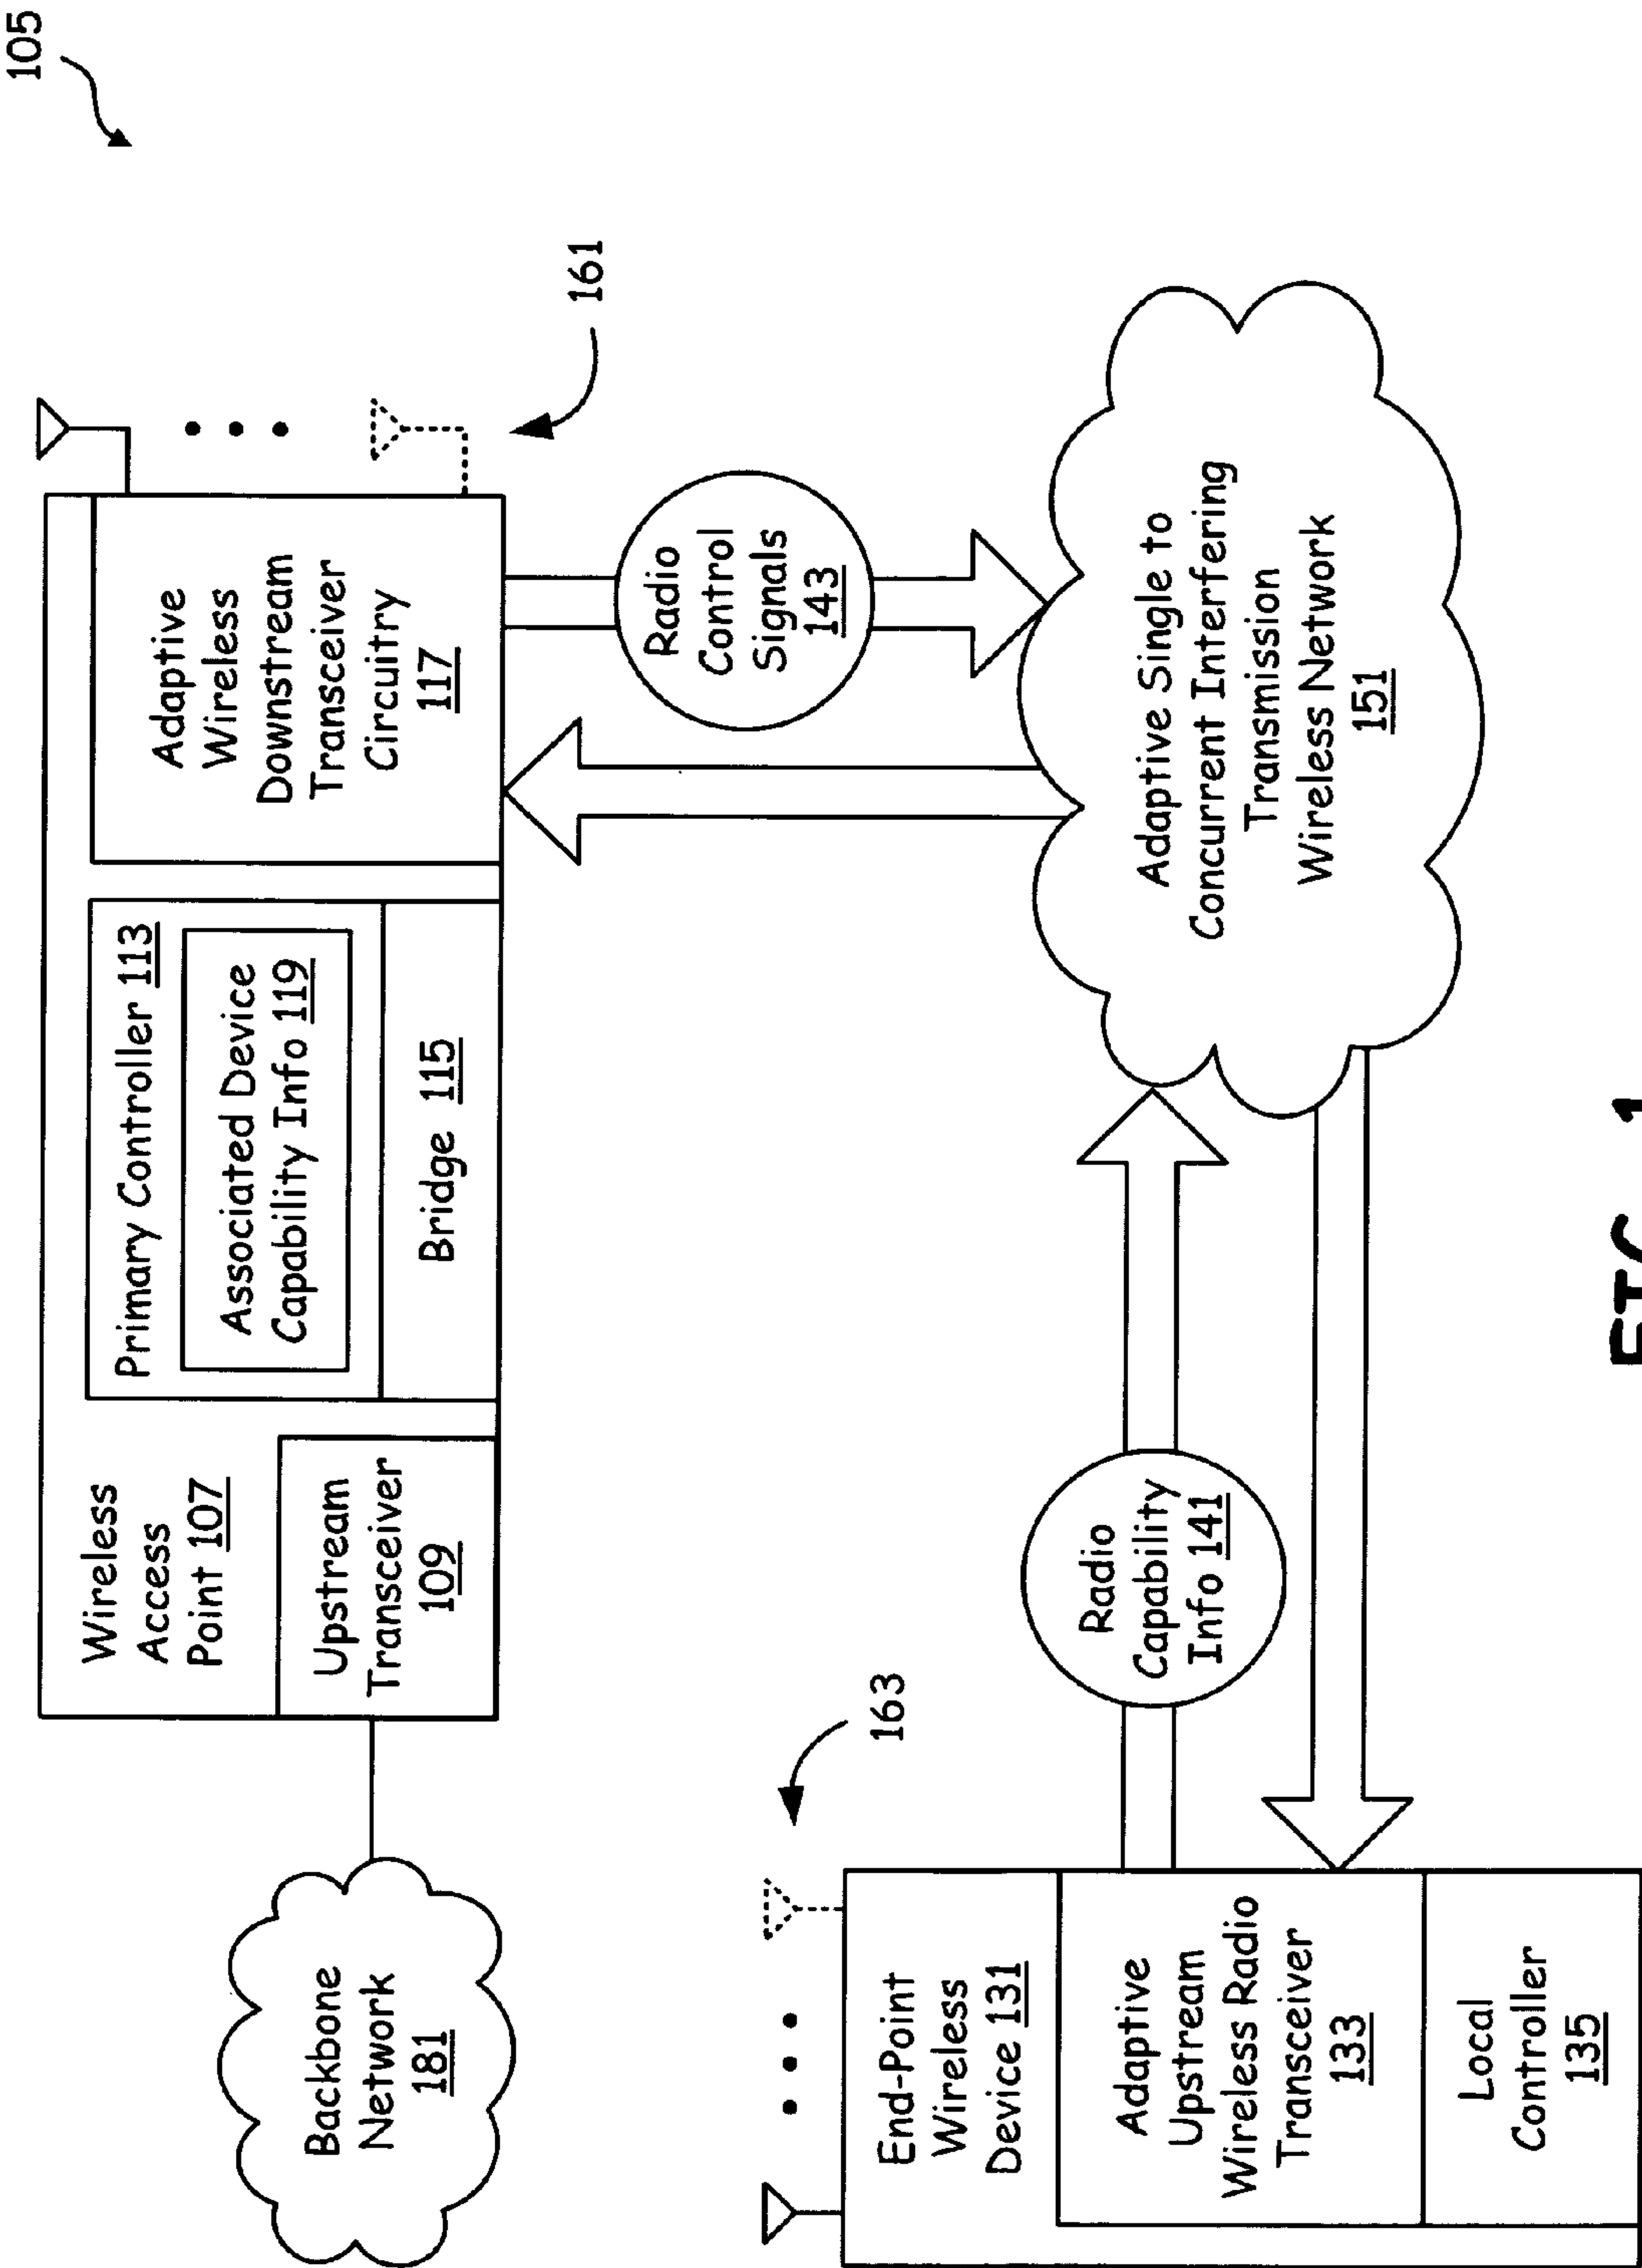 105
Wireless
Access
Point 107
Upstream
Transceiver
109
Primary Controller 113
Associated Device
Capability Info 119
Bridge 115
Adaptive
Wireless
Downstream
Transceiver
Circuitry
117
161
Backbone
Network
181
Radio
Control
Signals
143
163
End-Point
Wireless
Device 131
Adaptive
Upstream
Wireless Radio
Transceiver
133
Local
Controller
135
Radio
Capability
Info 141
Adaptive Single to
Concurrent Interfering
Transmission
Wireless Network
151
FIG. 1